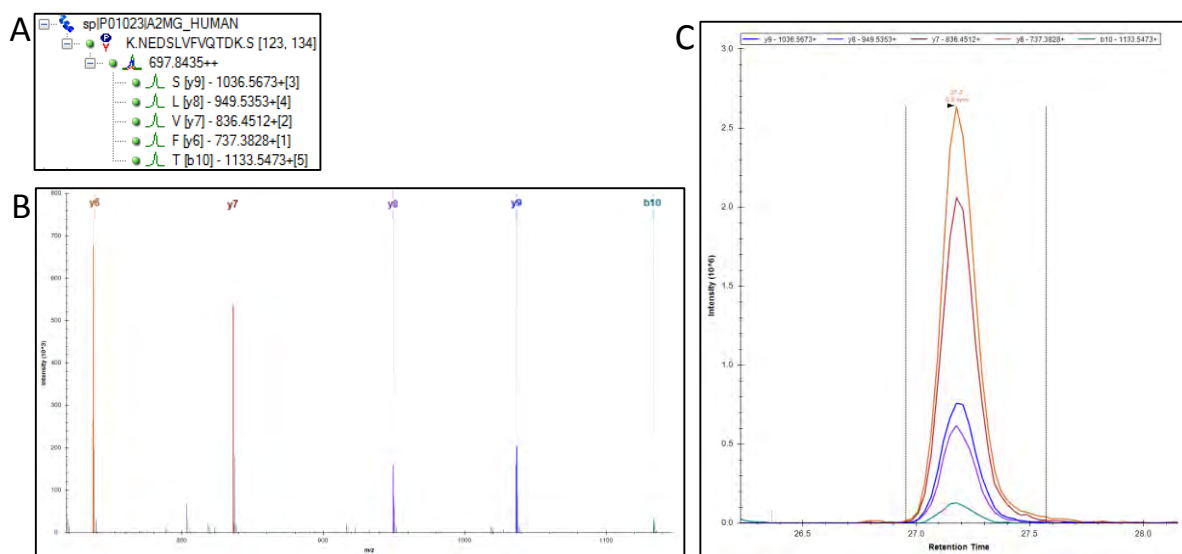 A
sp|P01023|A2MG_HUMAN
K.NEDSLVFVQTDK.S [123, 134]
697.8435++
S [y9] - 1036.5673+[3]
L [y8] - 949.5353+[4]
V [y7] - 836.4512+[2]
F [y6] - 737.3828+[1]
T [b10] - 1133.5473+[5]
B
y6 y7 y8 y9 b10
800
700
600
500
400
300
200
100
0
800 900 1000 1100
Intensity (10^3)
m/z
C
y9 - 1036.5673+ y8 - 949.5353+ y7 - 836.4512+ y6 - 737.3828+ b10 - 1133.5473+
27.2
3.0
2.5
2.0
1.5
1.0
0.5
0.0
26.5 27.0 27.5 28.0
Intensity (10^6)
Retention Time